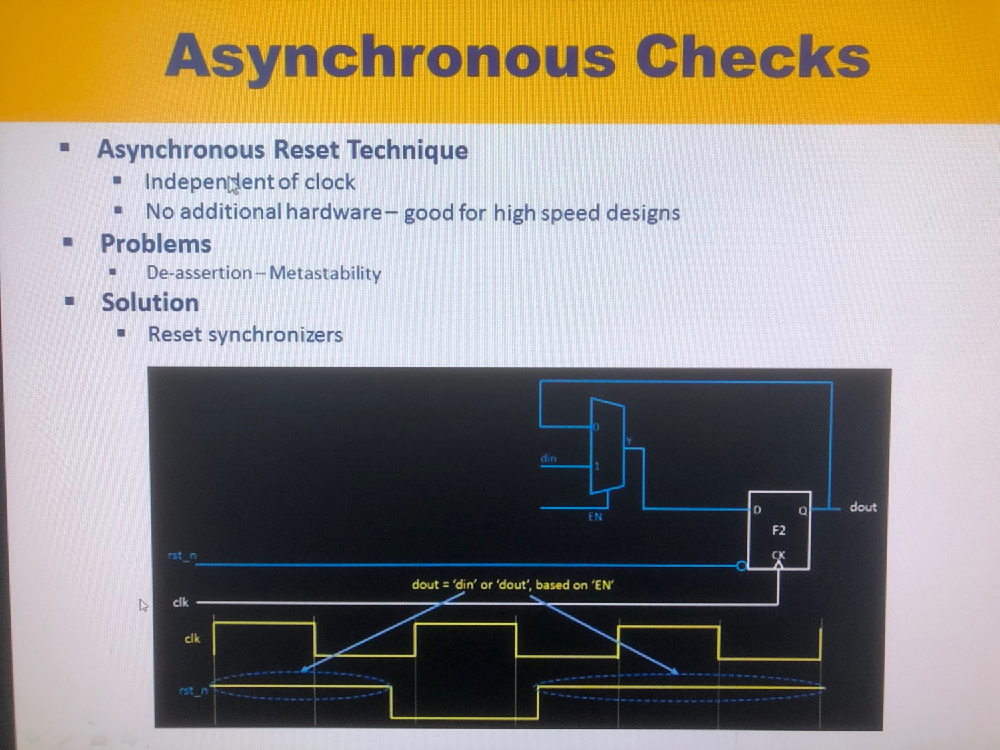 Asynchronous Checks
Asynchronous Reset Technique
Independent of clock
No additional hardware – good for high speed designs
Problems
De-assertion – Metastability
Solution
Reset synchronizers
0
Y
din
1
EN
D Q
dout
F2
CK
rst_n
dout = 'din' or 'dout', based on 'EN'
clk
clk
rst_n